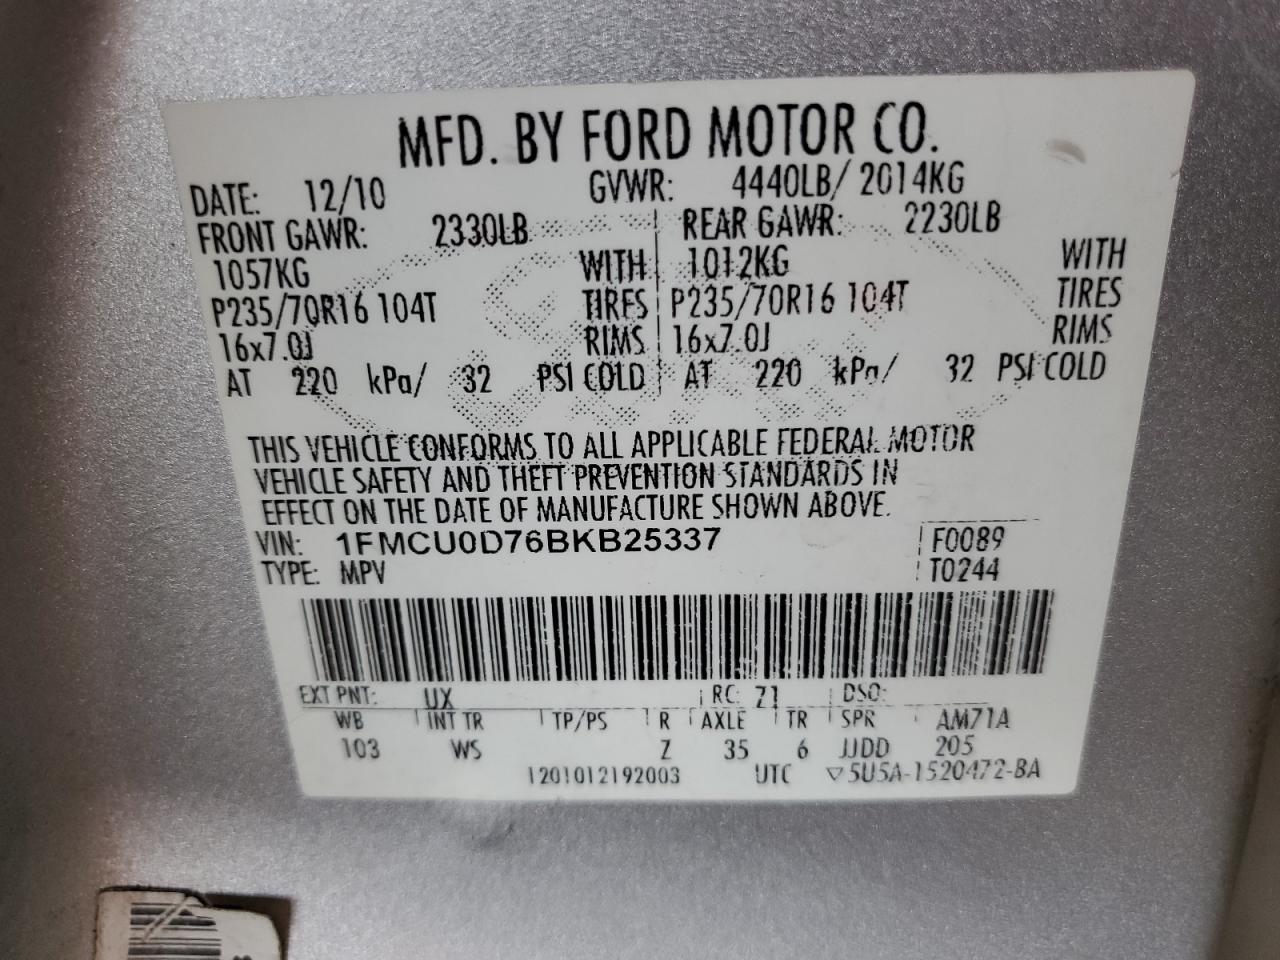 MFD. BY FORD MOTOR CO.
DATE: 12/10 GVWR: 4440LB/ 2014KG
FRONT GAWR: 2330LB REAR GAWR: 2230LB
1057KG WITH 1012KG WITH
P235/70R16 104T TIRES P235/70R16 104T TIRES
16x7.0J RIMS 16x7.0J RIMS
AT 220 kPa/ 32 PSI COLD AT 220 kPa/ 32 PSI COLD
THIS VEHICLE CONFORMS TO ALL APPLICABLE FEDERAL MOTOR
VEHICLE SAFETY AND THEFT PREVENTION STANDARDS IN
EFFECT ON THE DATE OF MANUFACTURE SHOWN ABOVE.
VIN: 1FMCU0D76BKB25337 F0089
TYPE: MPV T0244
EXT PNT: UX RC: 71 DSO:
WB INT TR TP/PS R AXLE TR SPR AM71A
103 WS Z 35 6 JJDD 205
1201012192003 UTC ▽5U5A-1520472-BA